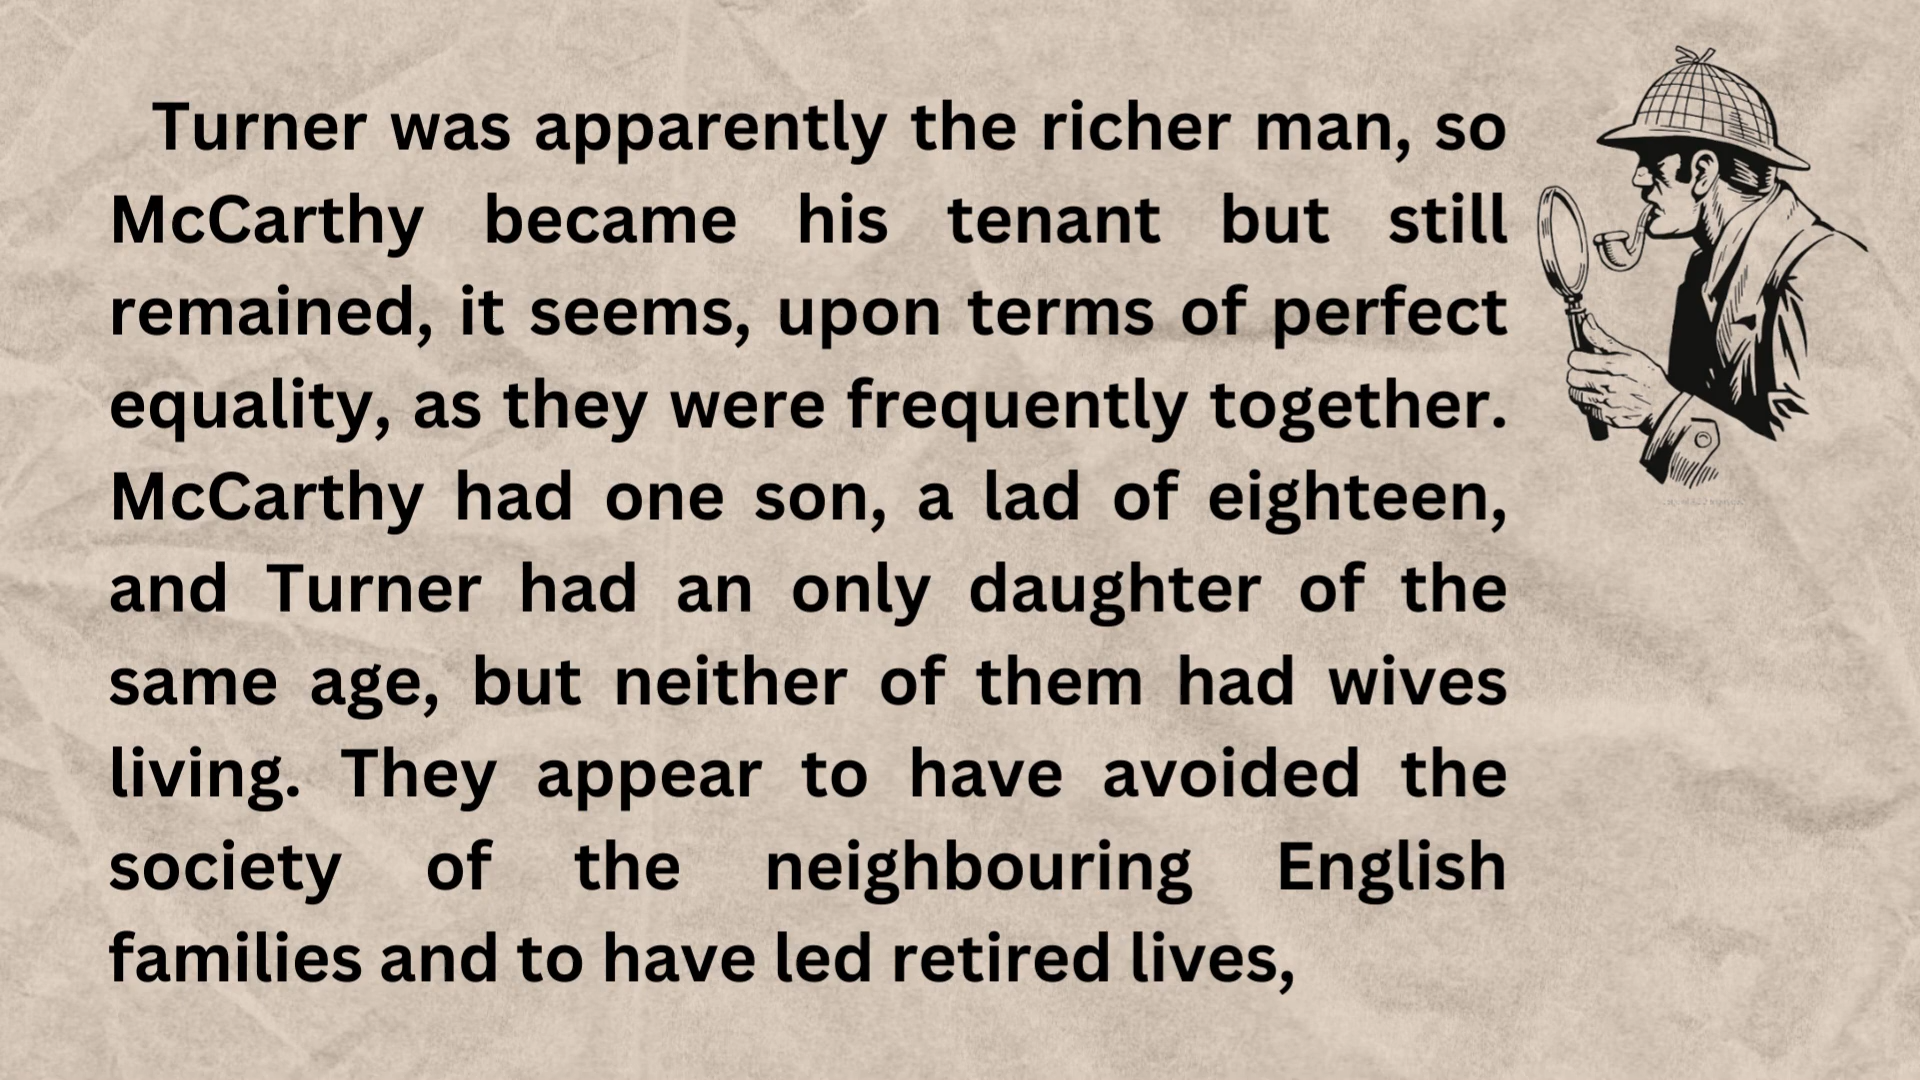 Turner was apparently the richer man, so
McCarthy became his tenant but still
remained, it seems, upon terms of perfect
equality, as they were frequently together.
McCarthy had one son, a lad of eighteen,
and Turner had an only daughter of the
same age, but neither of them had wives
living. They appear to have avoided the
society of the neighbouring English
families and to have led retired lives,